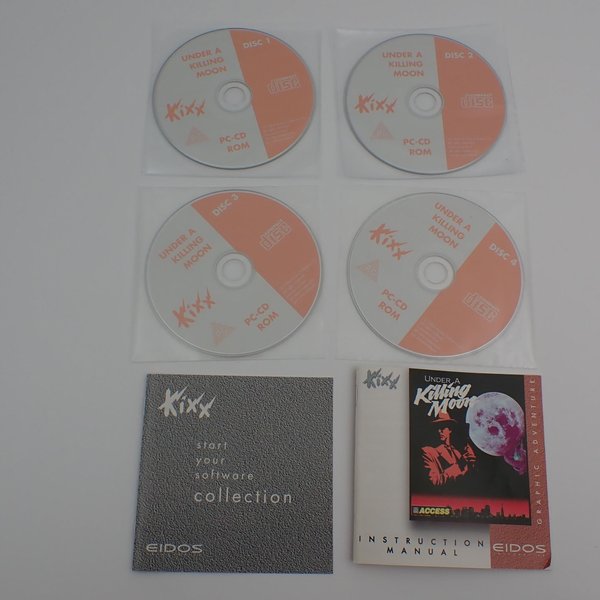 UNDER A
KILLING
MOON
DISC 1
Kixx
PC-CD
ROM
UNDER A
KILLING
MOON
DISC 2
Kixx
PC-CD
ROM
UNDER A
KILLING
MOON
DISC 3
Kixx
PC-CD
ROM
UNDER A
KILLING
MOON
DISC 4
Kixx
PC-CD
ROM
Kixx
start
your
software
collection
EIDOS
Kixx
UNDER A
Killing
Moon
ACCESS
GRAPHIC ADVENTURE
INSTRUCTION
MANUAL
EIDOS